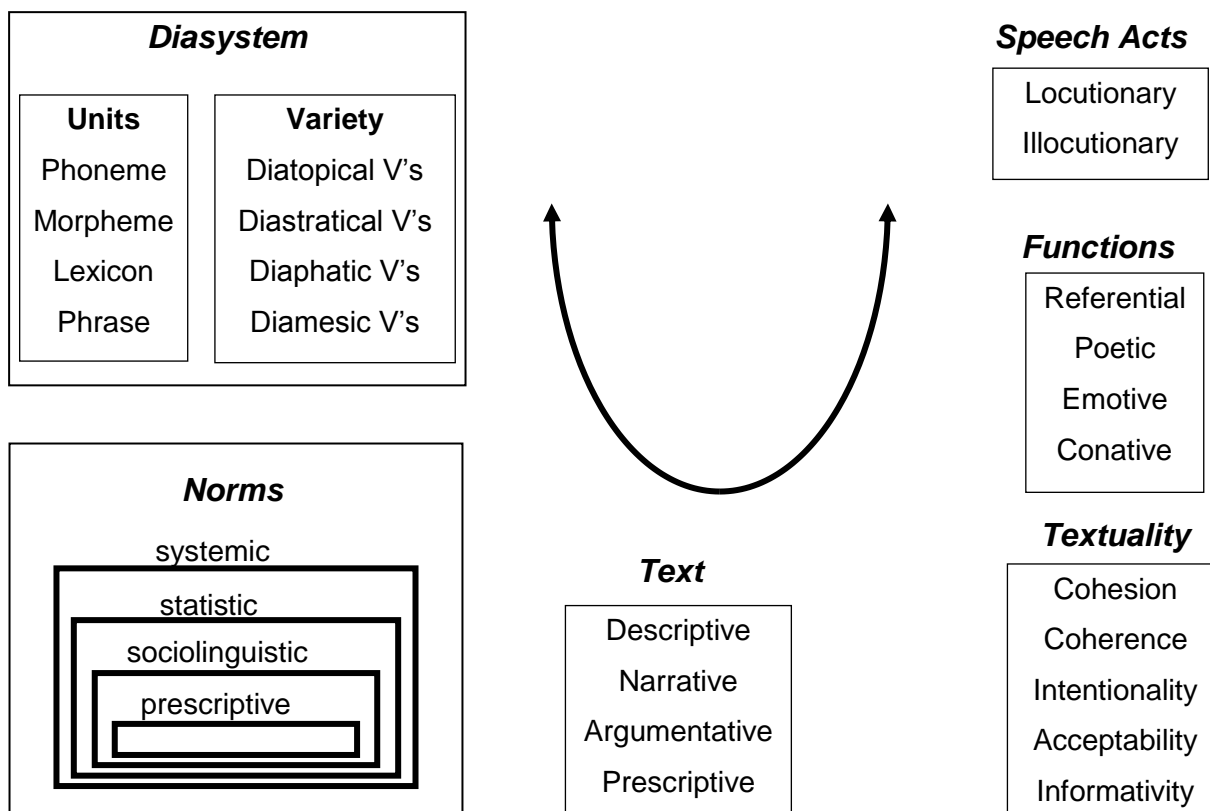 Diasystem
Units
Phoneme
Morpheme
Lexicon
Phrase
Variety
Diatopical V's
Diastratical V's
Diaphatic V's
Diamesic V's
Norms
systemic
statistic
sociolinguistic
prescriptive
Text
Descriptive
Narrative
Argumentative
Prescriptive
Speech Acts
Locutionary
Illocutionary
Functions
Referential
Poetic
Emotive
Conative
Textuality
Cohesion
Coherence
Intentionality
Acceptability
Informativity